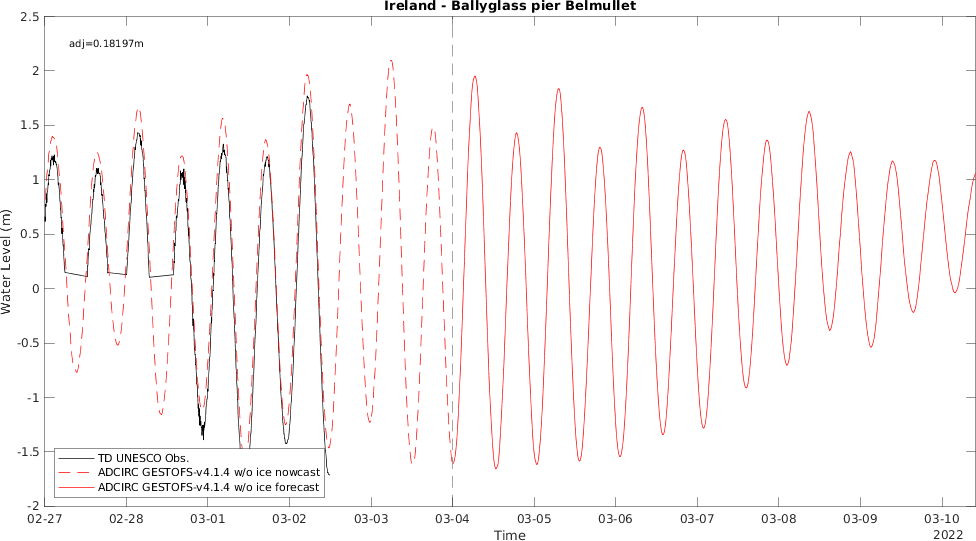 Ireland - Ballyglass pier Belmullet
adj=0.18197m
2.5
2
1.5
1
0.5
0
-0.5
-1
-1.5
-2
Water Level (m)
TD UNESCO Obs.
ADCIRC GESTOFS-v4.1.4 w/o ice nowcast
ADCIRC GESTOFS-v4.1.4 w/o ice forecast
02-27 02-28 03-01 03-02 03-03 03-04 03-05 03-06 03-07 03-08 03-09 03-10
Time
2022